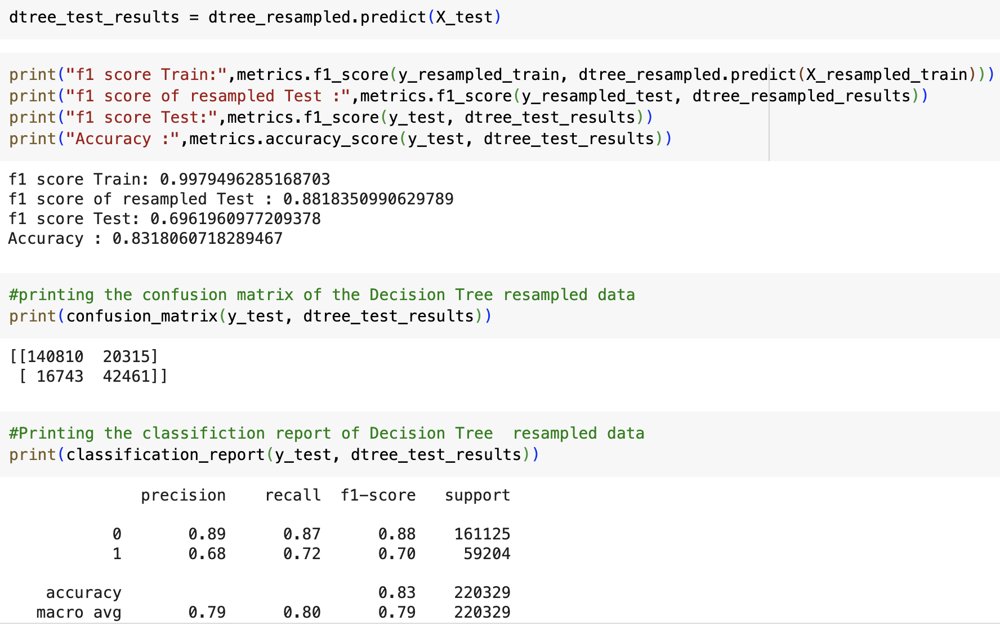 dtree_test_results = dtree_resampled.predict(X_test)
print("f1 score Train:",metrics.f1_score(y_resampled_train, dtree_resampled.predict(X_resampled_train)))
print("f1 score of resampled Test :",metrics.f1_score(y_resampled_test, dtree_resampled_results))
print("f1 score Test:",metrics.f1_score(y_test, dtree_test_results))
print("Accuracy :",metrics.accuracy_score(y_test, dtree_test_results))
f1 score Train: 0.9979496285168703
f1 score of resampled Test : 0.8818350990629789
f1 score Test: 0.6961960977209378
Accuracy : 0.8318060718289467
#printing the confusion matrix of the Decision Tree resampled data
print(confusion_matrix(y_test, dtree_test_results))
[[140810  20315]
 [ 16743  42461]]
#Printing the classifiction report of Decision Tree  resampled data
print(classification_report(y_test, dtree_test_results))
              precision    recall  f1-score   support
           0       0.89      0.87      0.88    161125
           1       0.68      0.72      0.70     59204
    accuracy                           0.83    220329
   macro avg       0.79      0.80      0.79    220329